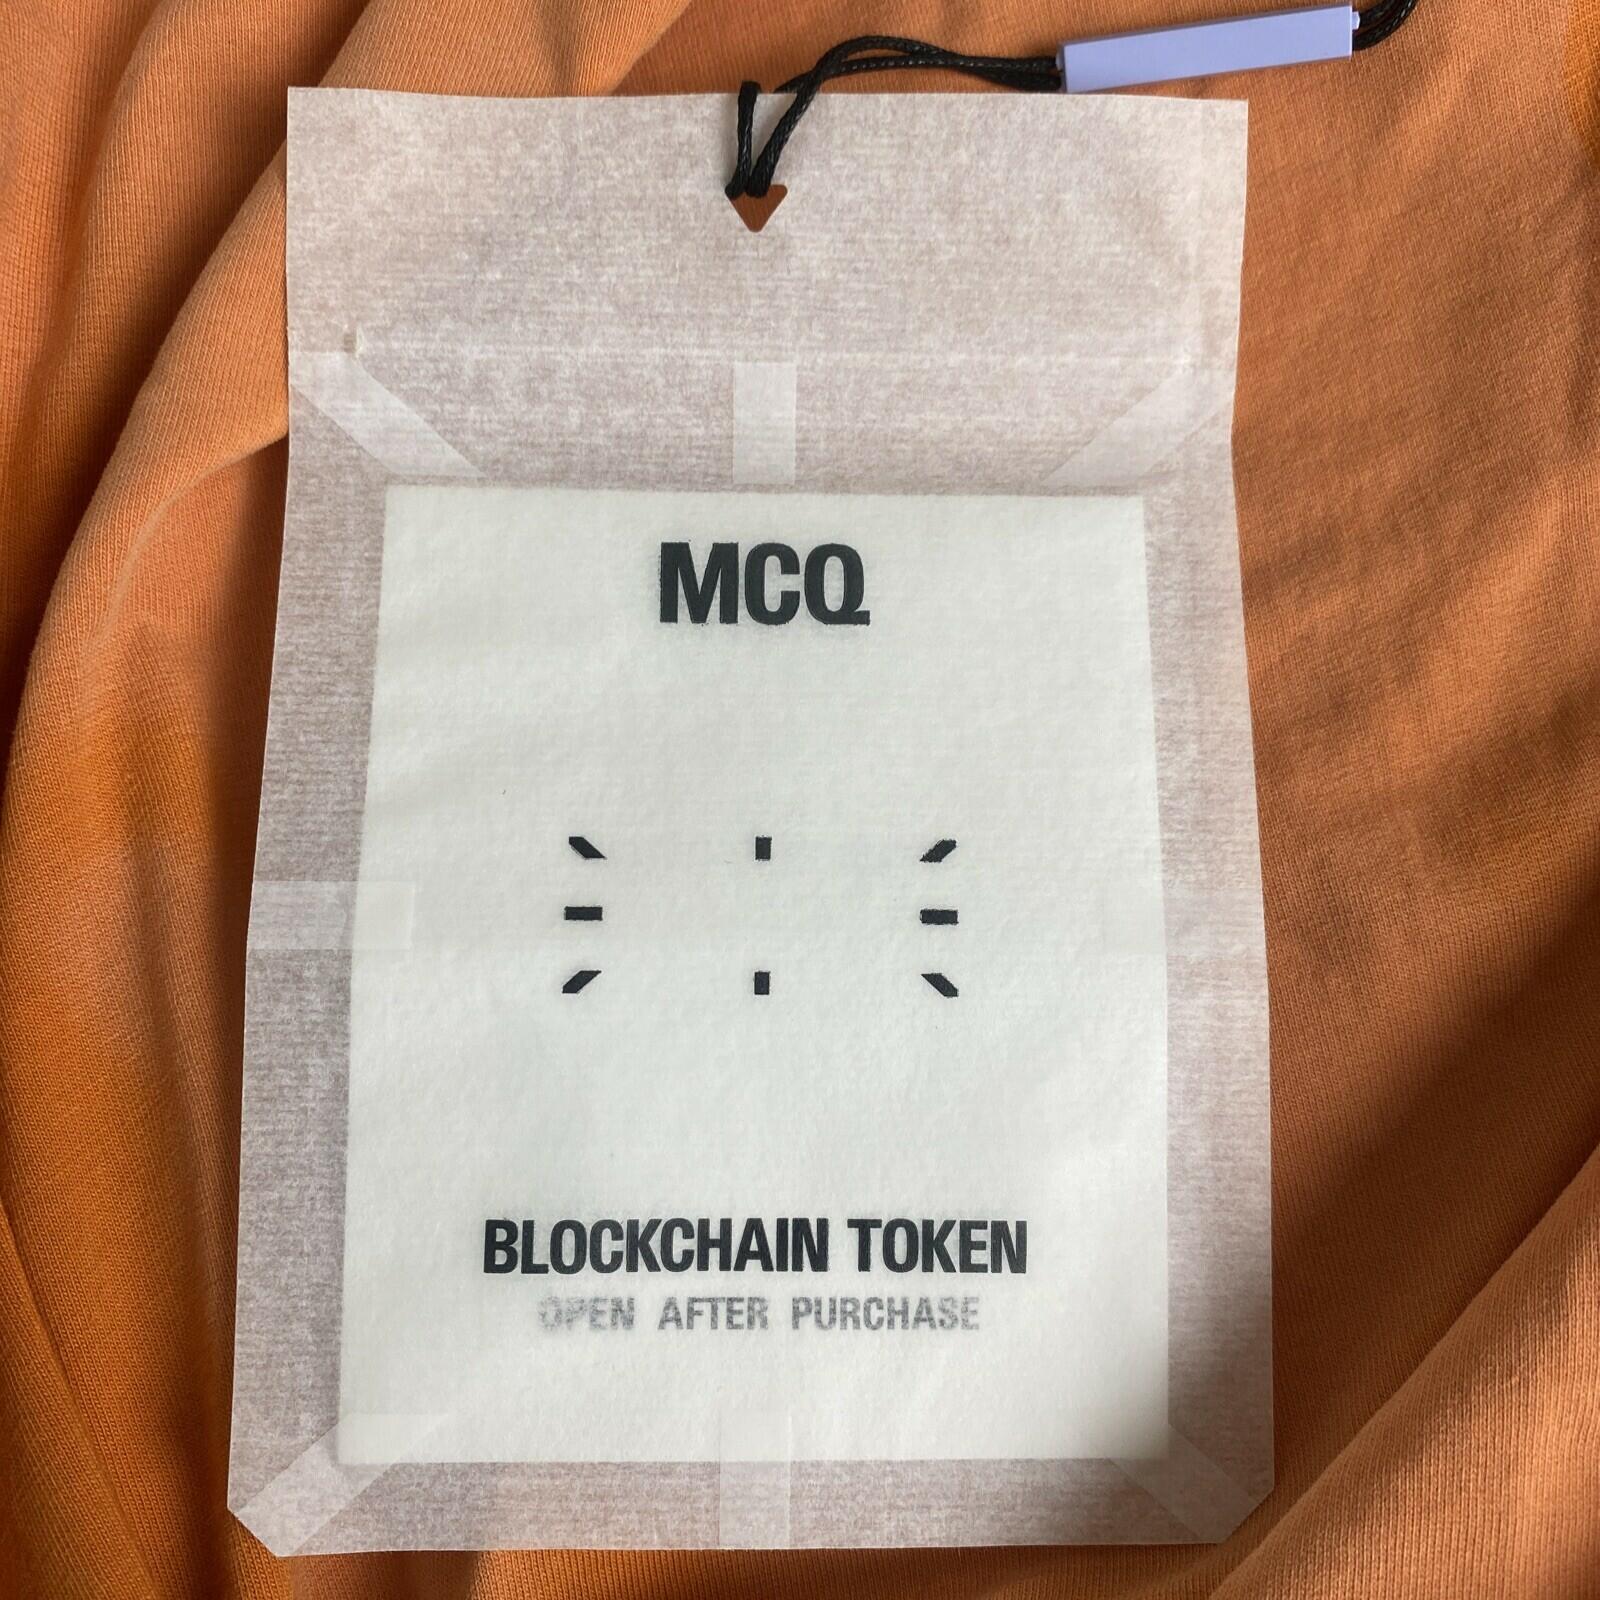 MCQ
BLOCKCHAIN TOKEN
OPEN AFTER PURCHASE